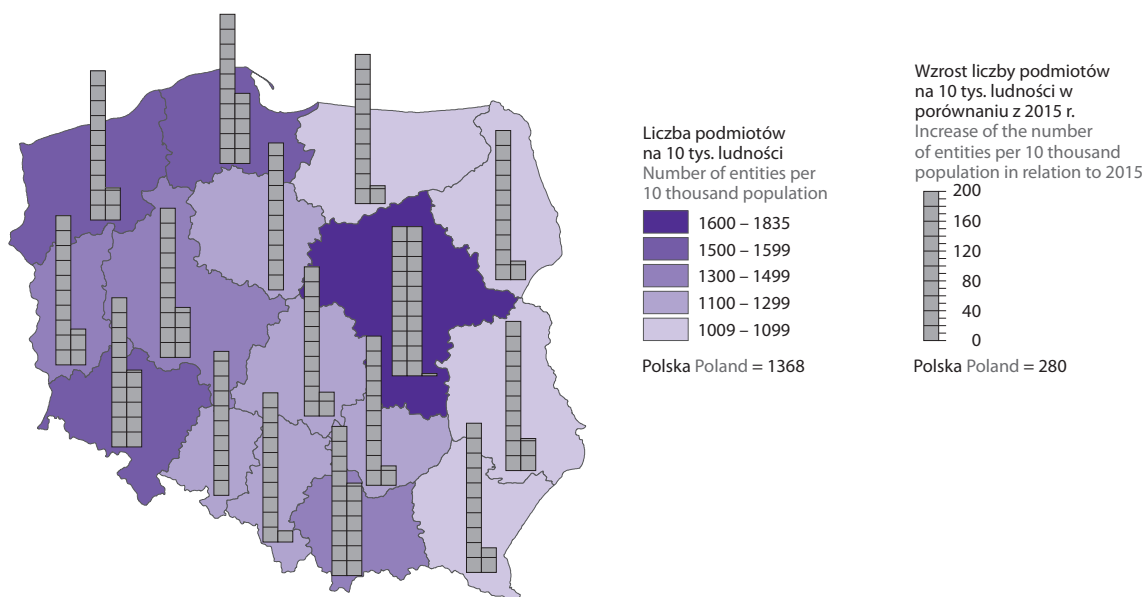 Liczba podmiotów
na 10 tys. ludności
Number of entities per
10 thousand population
1600 – 1835
1500 – 1599
1300 – 1499
1100 – 1299
1009 – 1099
Polska Poland = 1368
Wzrost liczby podmiotów
na 10 tys. ludności w
porównaniu z 2015 r.
Increase of the number
of entities per 10 thousand
population in relation to 2015
200
160
120
80
40
0
Polska Poland = 280